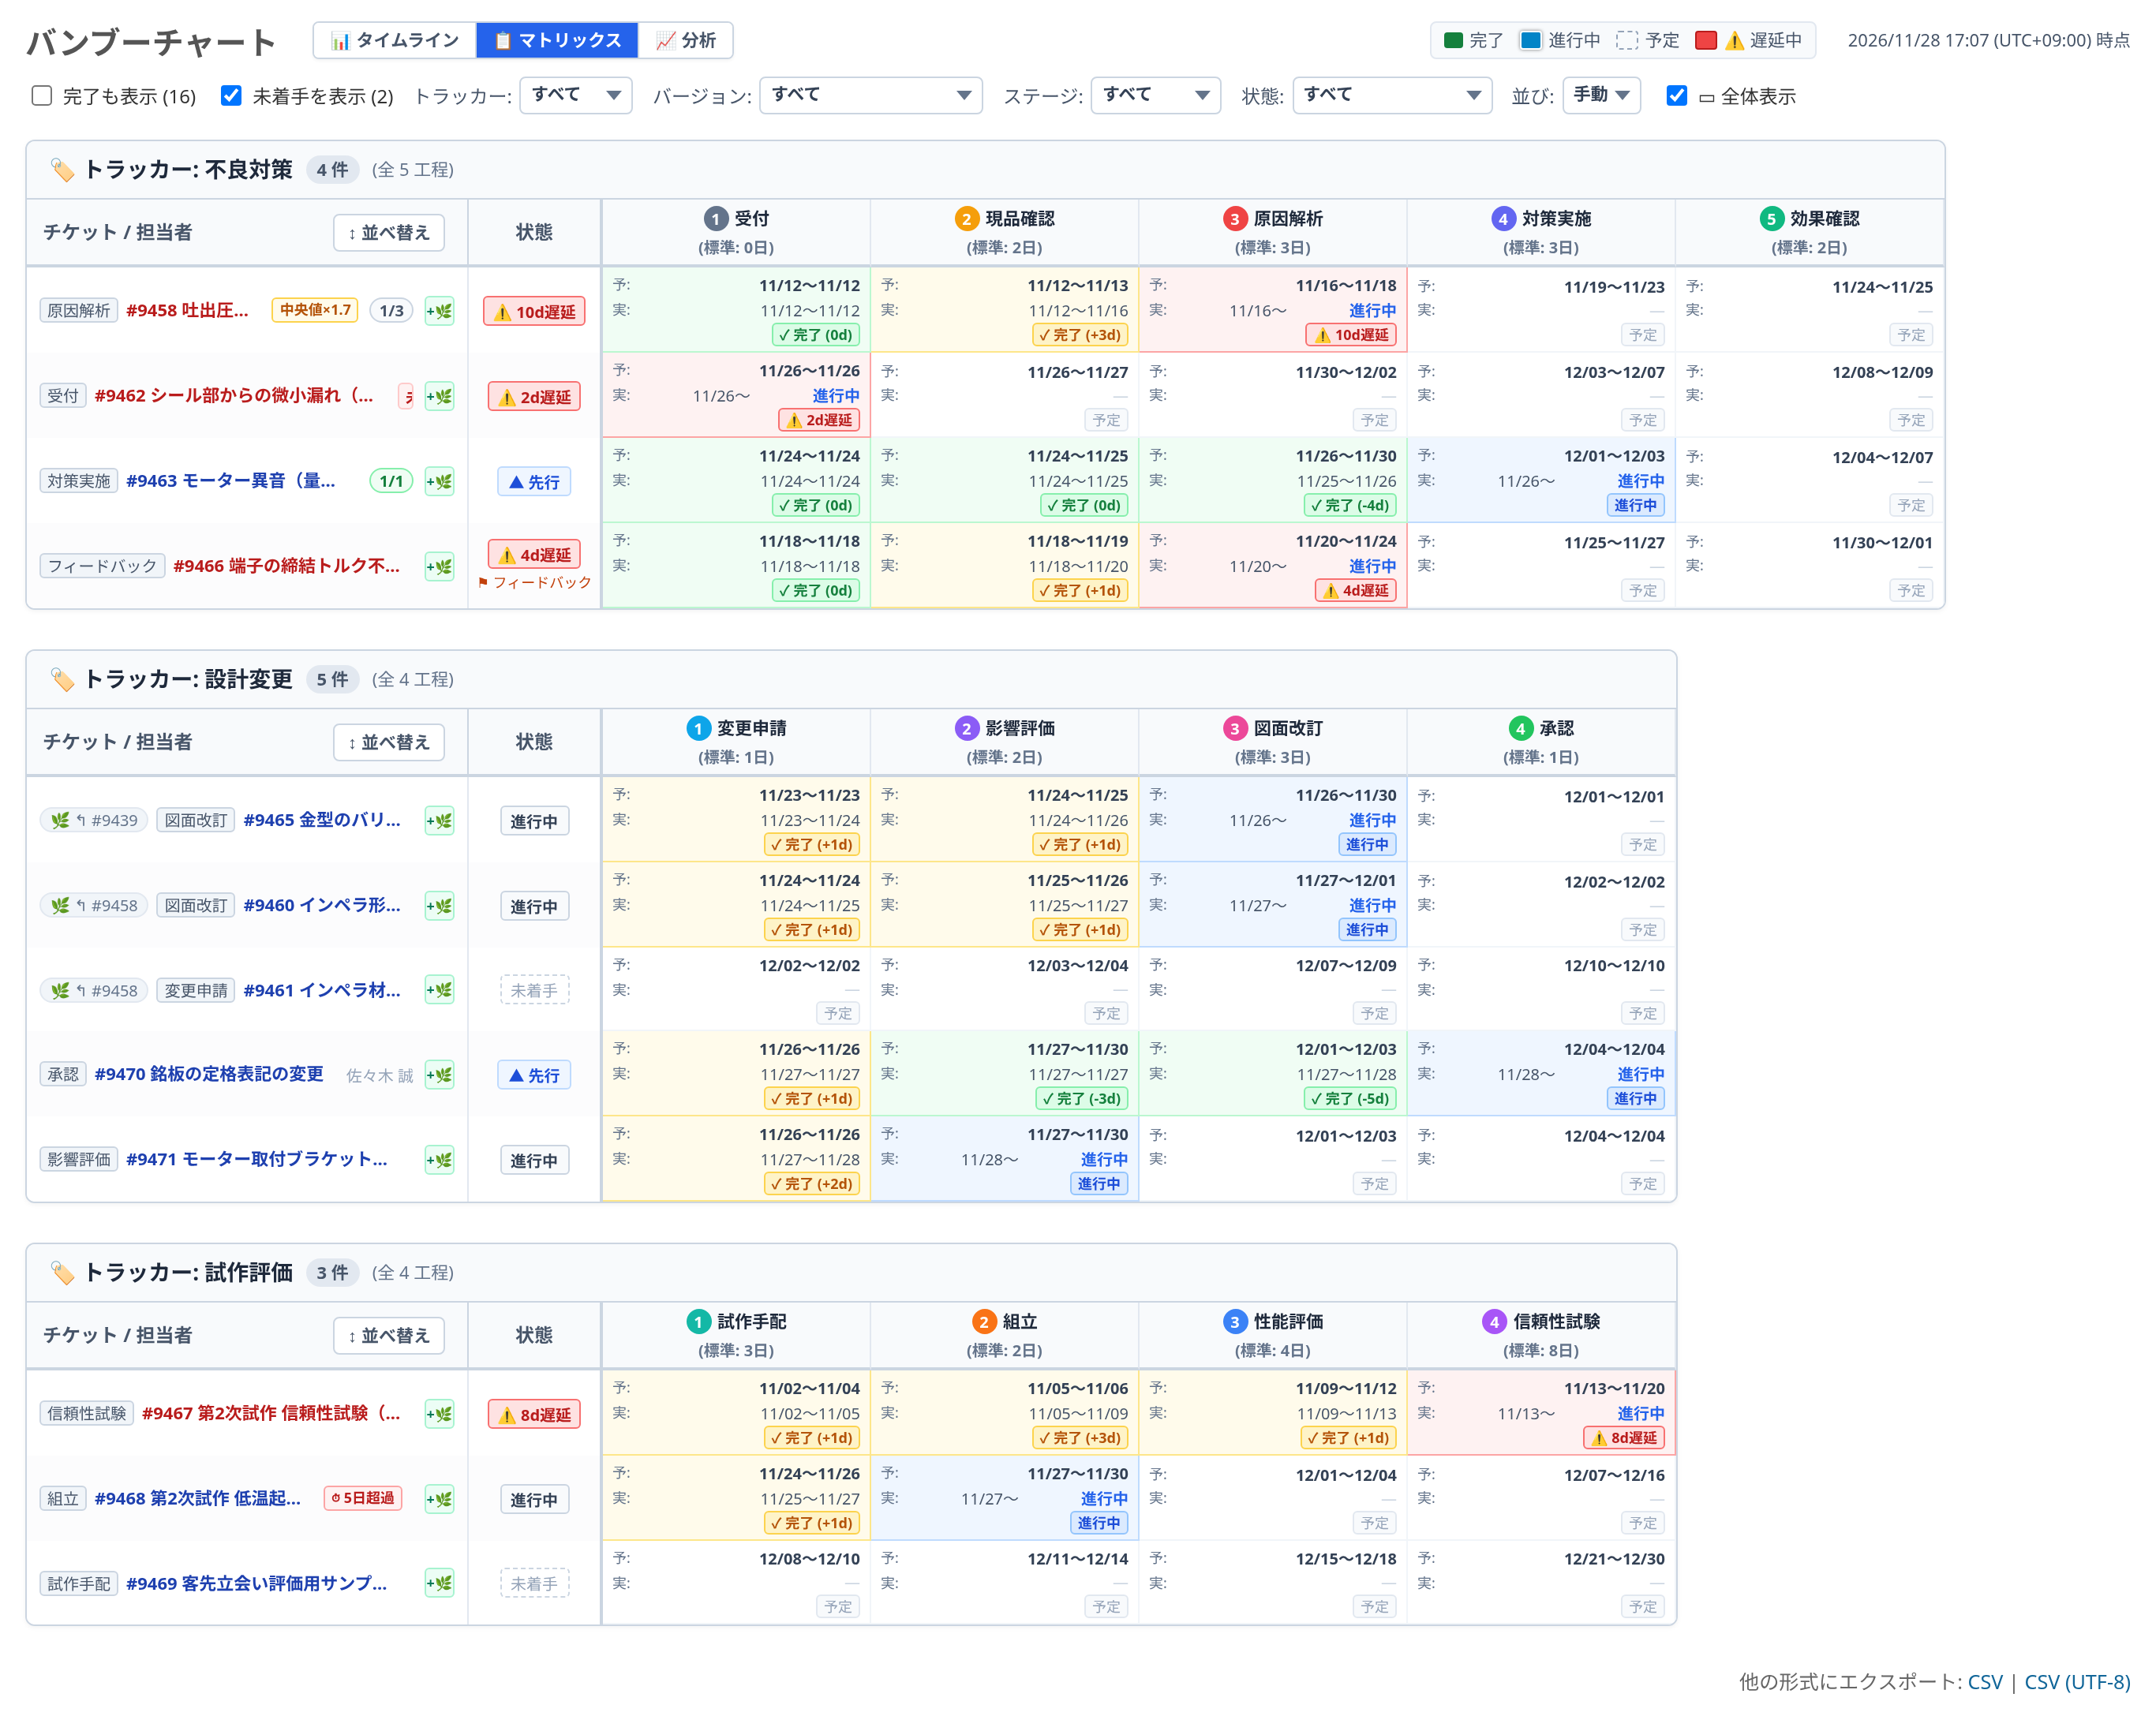 バンブーチャート
📊 タイムライン 📋 マトリックス 📈 分析
完了 進行中 予定 ⚠ 遅延中
2026/11/28 17:07 (UTC+09:00) 時点
完了も表示 (16) 未着手を表示 (2) トラッカー: すべて バージョン: すべて ステージ: すべて 状態: すべて 並び: 手動 ▭ 全体表示
トラッカー: 不良対策 4 件 (全 5 工程)
チケット / 担当者 ↕ 並べ替え 状態 1 受付 2 現品確認 3 原因解析 4 対策実施 5 効果確認
(標準: 0日) (標準: 2日) (標準: 3日) (標準: 3日) (標準: 2日)
原因解析 #9458 吐出圧... 中央値×1.7 1/3 + ⚠ 10d遅延
予: 11/12〜11/12 予: 11/12〜11/13 予: 11/16〜11/18 予: 11/19〜11/23 予: 11/24〜11/25
実: 11/12〜11/12 実: 11/12〜11/16 実: 11/16〜 進行中 実: — 実: —
✓ 完了 (0d) ✓ 完了 (+3d) ⚠ 10d遅延 予定 予定
受付 #9462 シール部からの微小漏れ（... + ⚠ 2d遅延
予: 11/26〜11/26 予: 11/26〜11/27 予: 11/30〜12/02 予: 12/03〜12/07 予: 12/08〜12/09
実: 11/26〜 進行中 実: — 実: — 実: — 実: —
⚠ 2d遅延 予定 予定 予定 予定
対策実施 #9463 モーター異音（量... 1/1 + ▲ 先行
予: 11/24〜11/24 予: 11/24〜11/25 予: 11/26〜11/30 予: 12/01〜12/03 予: 12/04〜12/07
実: 11/24〜11/24 実: 11/24〜11/25 実: 11/25〜11/26 実: 11/26〜 進行中 実: —
✓ 完了 (0d) ✓ 完了 (0d) ✓ 完了 (-4d) 進行中 予定
フィードバック #9466 端子の締結トルク不... + ⚠ 4d遅延
⚑ フィードバック
予: 11/18〜11/18 予: 11/18〜11/19 予: 11/20〜11/24 予: 11/25〜11/27 予: 11/30〜12/01
実: 11/18〜11/18 実: 11/18〜11/20 実: 11/20〜 進行中 実: — 実: —
✓ 完了 (0d) ✓ 完了 (+1d) ⚠ 4d遅延 予定 予定
トラッカー: 設計変更 5 件 (全 4 工程)
チケット / 担当者 ↕ 並べ替え 状態 1 変更申請 2 影響評価 3 図面改訂 4 承認
(標準: 1日) (標準: 2日) (標準: 3日) (標準: 1日)
↰ #9439 図面改訂 #9465 金型のバリ... + 進行中
予: 11/23〜11/23 予: 11/24〜11/25 予: 11/26〜11/30 予: 12/01〜12/01
実: 11/23〜11/24 実: 11/24〜11/26 実: 11/26〜 進行中 実: —
✓ 完了 (+1d) ✓ 完了 (+1d) 進行中 予定
↰ #9458 図面改訂 #9460 インペラ形... + 進行中
予: 11/24〜11/24 予: 11/25〜11/26 予: 11/27〜12/01 予: 12/02〜12/02
実: 11/24〜11/25 実: 11/25〜11/27 実: 11/27〜 進行中 実: —
✓ 完了 (+1d) ✓ 完了 (+1d) 進行中 予定
↰ #9458 変更申請 #9461 インペラ材... + 未着手
予: 12/02〜12/02 予: 12/03〜12/04 予: 12/07〜12/09 予: 12/10〜12/10
実: — 実: — 実: — 実: —
予定 予定 予定 予定
承認 #9470 銘板の定格表記の変更 佐々木 誠 + ▲ 先行
予: 11/26〜11/26 予: 11/27〜11/30 予: 12/01〜12/03 予: 12/04〜12/04
実: 11/27〜11/27 実: 11/27〜11/27 実: 11/27〜11/28 実: 11/28〜 進行中
✓ 完了 (+1d) ✓ 完了 (-3d) ✓ 完了 (-5d) 進行中
影響評価 #9471 モーター取付ブラケット... + 進行中
予: 11/26〜11/26 予: 11/27〜11/30 予: 12/01〜12/03 予: 12/04〜12/04
実: 11/27〜11/28 実: 11/28〜 進行中 実: — 実: —
✓ 完了 (+2d) 進行中 予定 予定
トラッカー: 試作評価 3 件 (全 4 工程)
チケット / 担当者 ↕ 並べ替え 状態 1 試作手配 2 組立 3 性能評価 4 信頼性試験
(標準: 3日) (標準: 2日) (標準: 4日) (標準: 8日)
信頼性試験 #9467 第2次試作 信頼性試験（... + ⚠ 8d遅延
予: 11/02〜11/04 予: 11/05〜11/06 予: 11/09〜11/12 予: 11/13〜11/20
実: 11/02〜11/05 実: 11/05〜11/09 実: 11/09〜11/13 実: 11/13〜 進行中
✓ 完了 (+1d) ✓ 完了 (+3d) ✓ 完了 (+1d) ⚠ 8d遅延
組立 #9468 第2次試作 低温起... ⏱ 5日超過 + 進行中
予: 11/24〜11/26 予: 11/27〜11/30 予: 12/01〜12/04 予: 12/07〜12/16
実: 11/25〜11/27 実: 11/27〜 進行中 実: — 実: —
✓ 完了 (+1d) 進行中 予定 予定
試作手配 #9469 客先立会い評価用サンプ... + 未着手
予: 12/08〜12/10 予: 12/11〜12/14 予: 12/15〜12/18 予: 12/21〜12/30
実: — 実: — 実: — 実: —
予定 予定 予定 予定
他の形式にエクスポート: CSV | CSV (UTF-8)